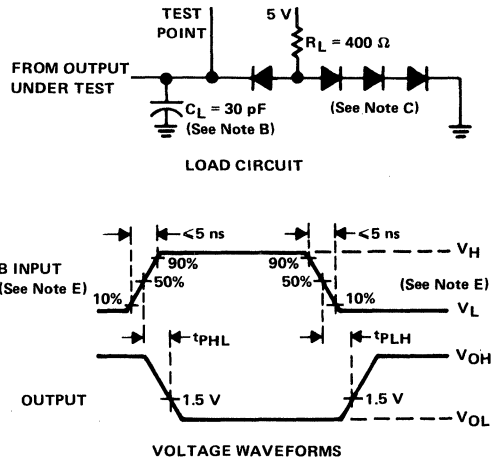 TEST
POINT
5 V
R_L = 400 Ω
FROM OUTPUT
UNDER TEST
C_L = 30 pF
(See Note B)
(See Note C)
LOAD CIRCUIT
≤5 ns
≤5 ns
V_H
B INPUT
(See Note E)
90%
90%
50%
50%
(See Note E)
10%
10%
V_L
t_PHL
t_PLH
V_OH
OUTPUT
1.5 V
1.5 V
V_OL
VOLTAGE WAVEFORMS